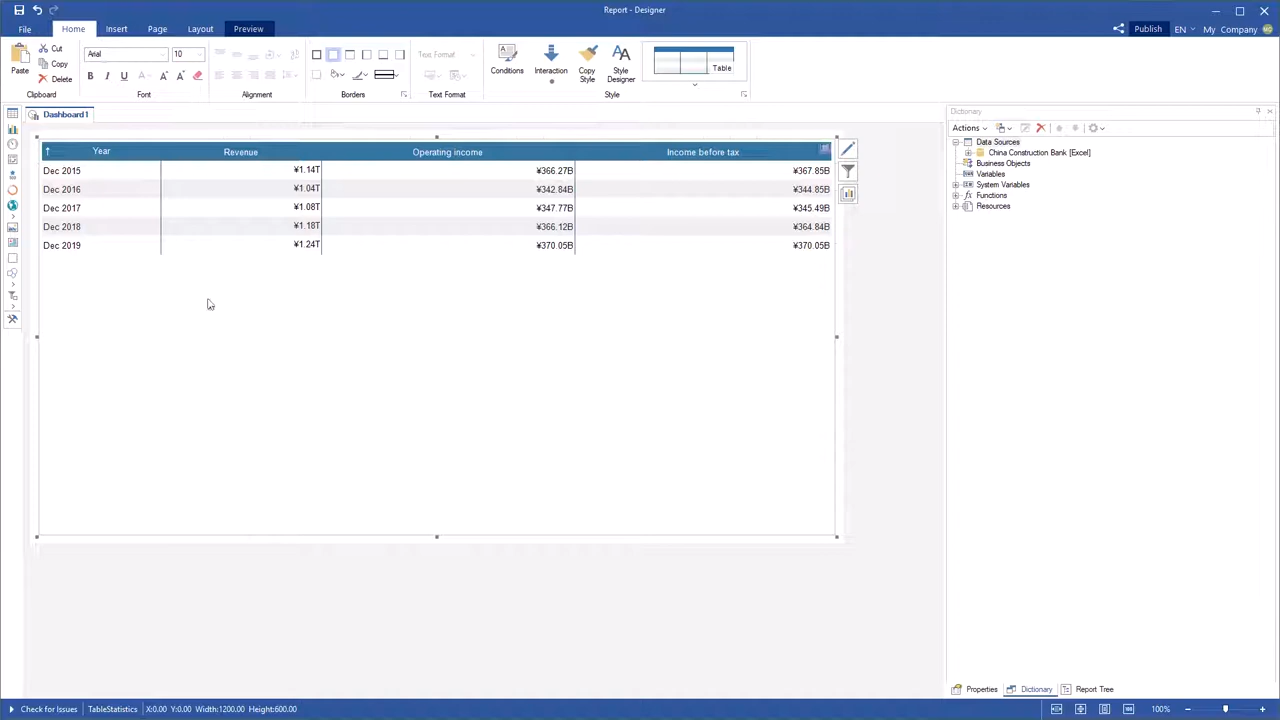 Report - Designer
File Home Insert Page Layout Preview Publish EN My Company
Paste
Cut
Copy
Delete
Clipboard
Arial 10
B I U A A A
Font
Alignment
Borders
Text Format
Text Format
Conditions
Interaction
Copy Style
Style Designer
Table
Style
Dashboard1
Year Revenue Operating income Income before tax
Dec 2015 ¥1.14T ¥366.27B ¥367.85B
Dec 2016 ¥1.04T ¥342.84B ¥344.85B
Dec 2017 ¥1.08T ¥347.77B ¥345.49B
Dec 2018 ¥1.18T ¥366.12B ¥364.84B
Dec 2019 ¥1.24T ¥370.05B ¥370.05B
Dictionary
Actions
Data Sources
China Construction Bank [Excel]
Business Objects
Variables
System Variables
Functions
Resources
Properties Dictionary Report Tree
Check for Issues TableStatistics X:0.00 Y:0.00 Width:1200.00 Height:600.00 100%